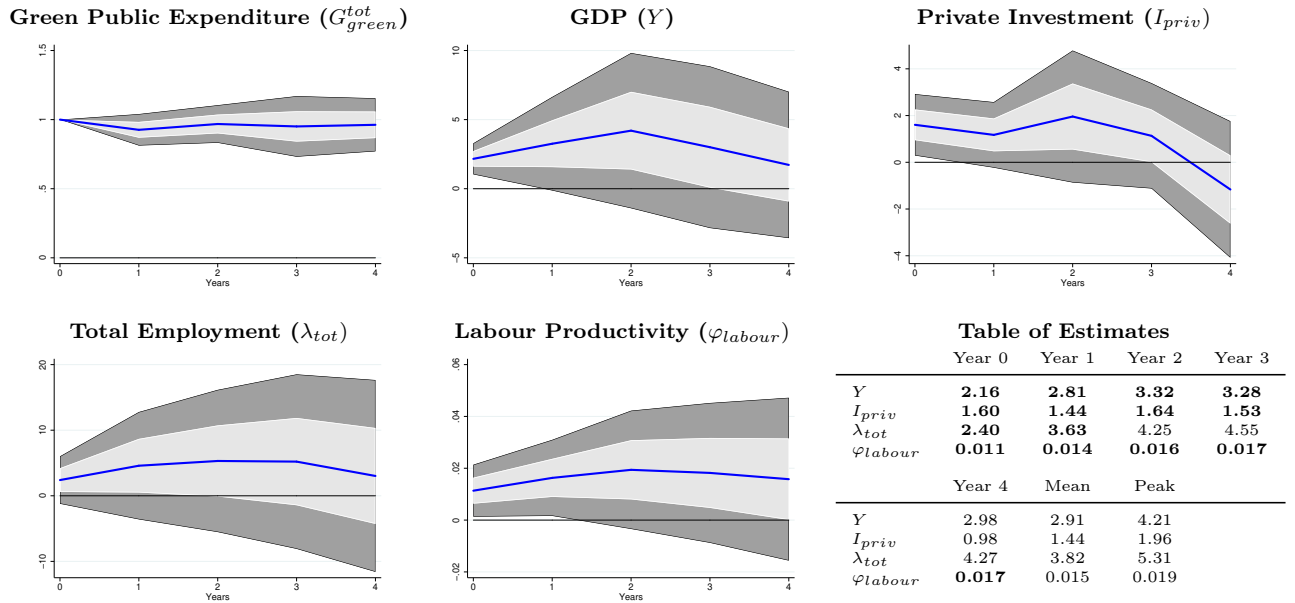 Green Public Expenditure (G^{tot}_{green})
1.5
1
.5
0
0 1 2 3 4
Years
GDP (Y)
10
5
0
−5
0 1 2 3 4
Years
Private Investment (I_{priv})
4
2
0
−2
−4
0 1 2 3 4
Years
Total Employment (λ_{tot})
20
10
0
−10
0 1 2 3 4
Years
Labour Productivity (φ_{labour})
.06
.04
.02
0
−.02
0 1 2 3 4
Years
Table of Estimates
Year 0 Year 1 Year 2 Year 3
Y 2.16 2.81 3.32 3.28
I_{priv} 1.60 1.44 1.64 1.53
λ_{tot} 2.40 3.63 4.25 4.55
φ_{labour} 0.011 0.014 0.016 0.017
Year 4 Mean Peak
Y 2.98 2.91 4.21
I_{priv} 0.98 1.44 1.96
λ_{tot} 4.27 3.82 5.31
φ_{labour} 0.017 0.015 0.019